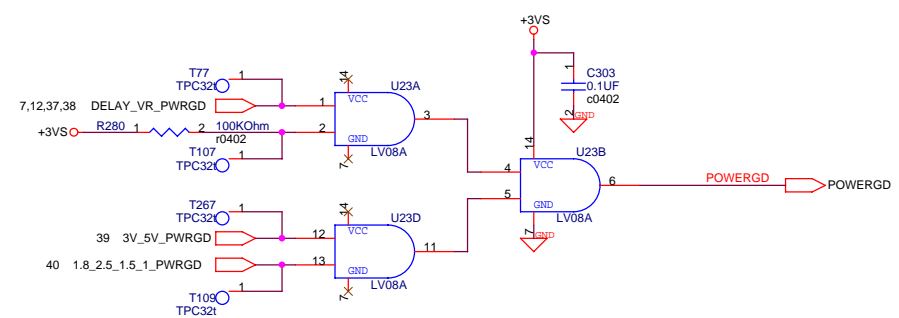 +3VS
T77
TPC32t
1
14
U23A
1
C303
0.1UF
c0402
2
GND
7,12,37,38 DELAY_VR_PWRGD
1
VCC
3
+3VS
R280
1
2
100KOhm
r0402
2
GND
LV08A
7
T107
TPC32t
1
14
U23B
4
VCC
6
POWERGD
POWERGD
5
GND
LV08A
7
GND
T267
TPC32t
1
14
U23D
39 3V_5V_PWRGD
12
VCC
11
40 1.8_2.5_1.5_1_PWRGD
13
GND
LV08A
7
T109
TPC32t
1